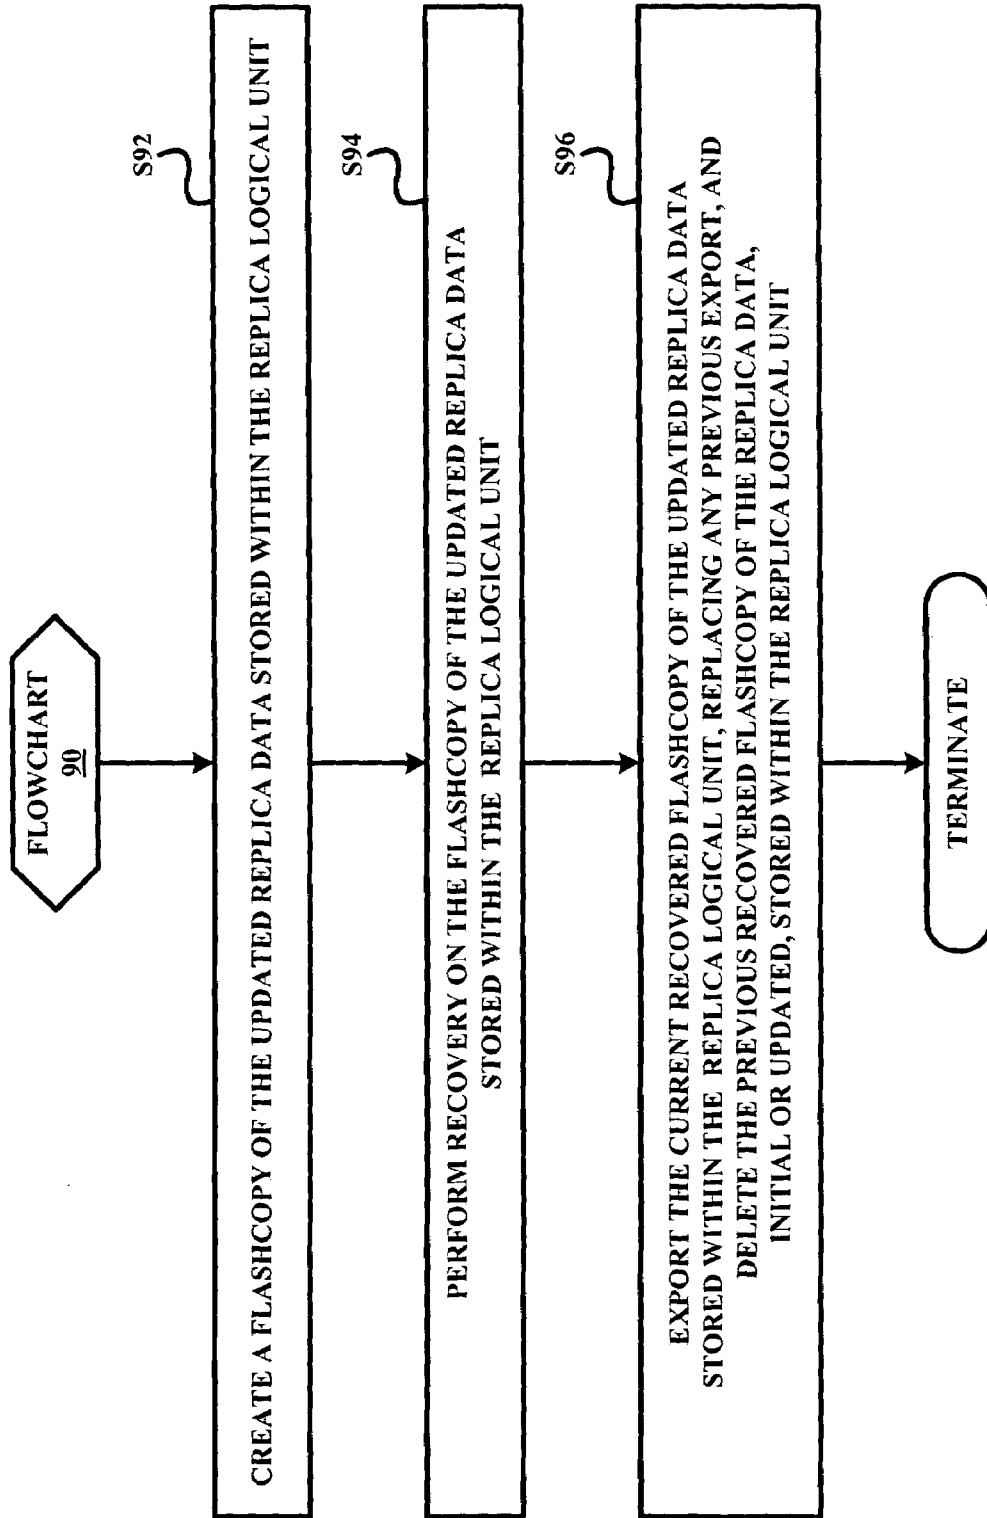 FLOWCHART
90
S92
CREATE A FLASHCOPY OF THE UPDATED REPLICA DATA STORED WITHIN THE REPLICA LOGICAL UNIT
S94
PERFORM RECOVERY ON THE FLASHCOPY OF THE UPDATED REPLICA DATA
STORED WITHIN THE REPLICA LOGICAL UNIT
S96
EXPORT THE CURRENT RECOVERED FLASHCOPY OF THE UPDATED REPLICA DATA
STORED WITHIN THE REPLICA LOGICAL UNIT, REPLACING ANY PREVIOUS EXPORT, AND
DELETE THE PREVIOUS RECOVERED FLASHCOPY OF THE REPLICA DATA,
INITIAL OR UPDATED, STORED WITHIN THE REPLICA LOGICAL UNIT
TERMINATE